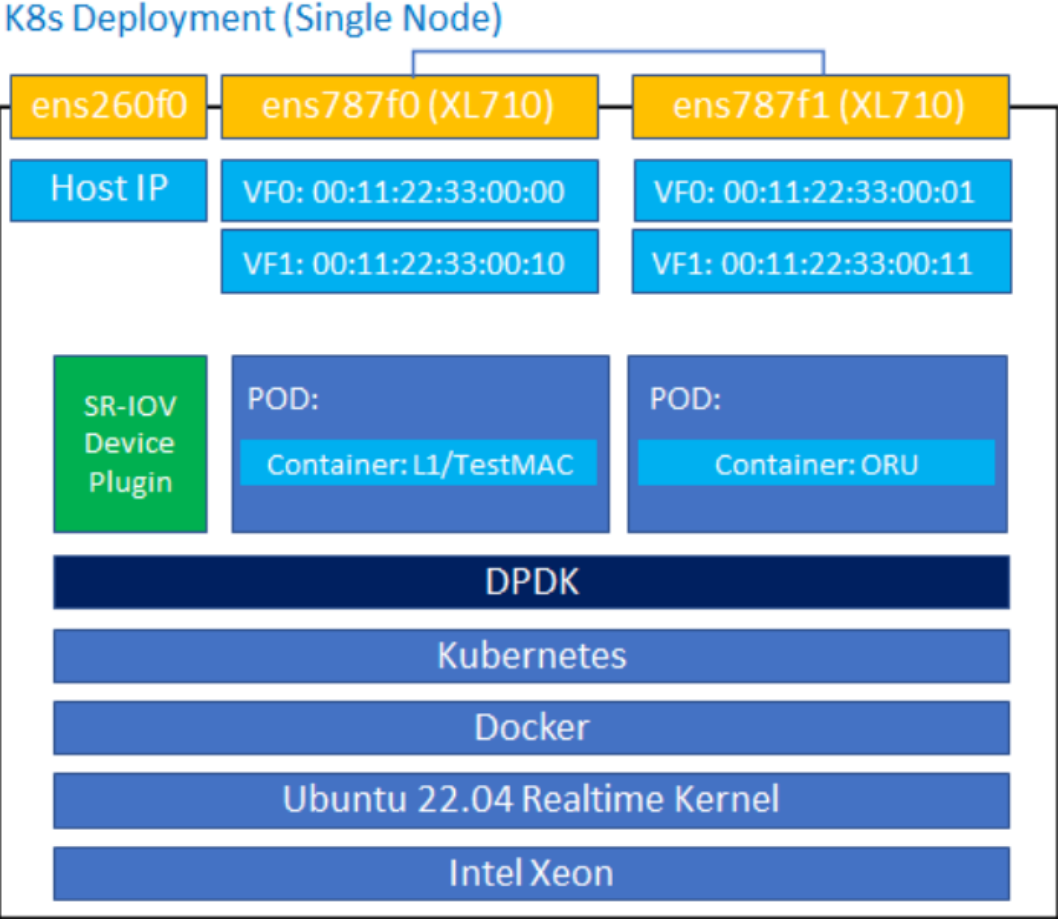 K8s Deployment (Single Node)
ens260f0
ens787f0 (XL710)
ens787f1 (XL710)
Host IP
VF0: 00:11:22:33:00:00
VF0: 00:11:22:33:00:01
VF1: 00:11:22:33:00:10
VF1: 00:11:22:33:00:11
SR-IOV
Device
Plugin
POD:
Container: L1/TestMAC
POD:
Container: ORU
DPDK
Kubernetes
Docker
Ubuntu 22.04 Realtime Kernel
Intel Xeon